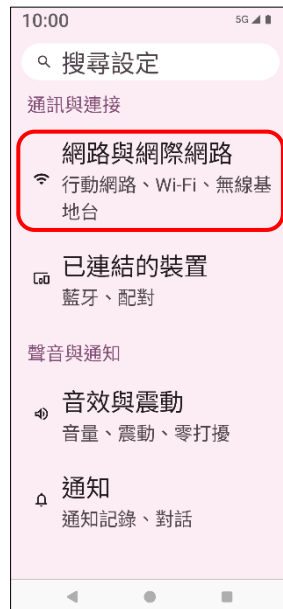 10:00 5G
搜尋設定
通訊與連接
網路與網際網路
行動網路、Wi-Fi、無線基
地台
已連結的裝置
藍牙、配對
聲音與通知
音效與震動
音量、震動、零打擾
通知
通知記錄、對話